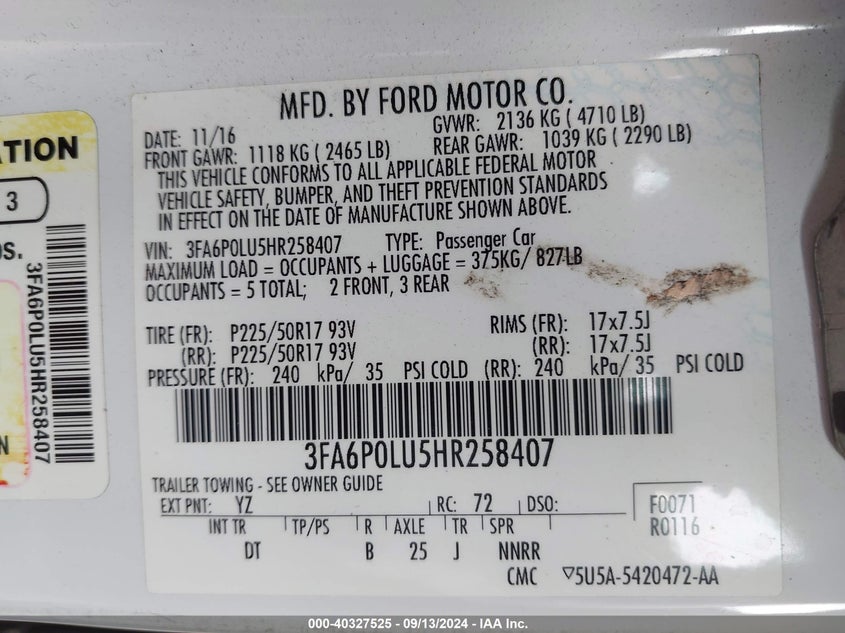 MFD. BY FORD MOTOR CO.
DATE: 11/16
GVWR: 2136 KG ( 4710 LB)
FRONT GAWR: 1118 KG ( 2465 LB)
REAR GAWR: 1039 KG ( 2290 LB)
THIS VEHICLE CONFORMS TO ALL APPLICABLE FEDERAL MOTOR
VEHICLE SAFETY, BUMPER, AND THEFT PREVENTION STANDARDS
IN EFFECT ON THE DATE OF MANUFACTURE SHOWN ABOVE.
VIN: 3FA6P0LU5HR258407 TYPE: Passenger Car
MAXIMUM LOAD = OCCUPANTS + LUGGAGE = 375KG/ 827LB
OCCUPANTS = 5 TOTAL; 2 FRONT, 3 REAR
TIRE (FR): P225/50R17 93V RIMS (FR): 17x7.5J
(RR): P225/50R17 93V (RR): 17x7.5J
PRESSURE (FR): 240 kPa/ 35 PSI COLD (RR): 240 kPa/ 35 PSI COLD
3FA6P0LU5HR258407
TRAILER TOWING - SEE OWNER GUIDE
EXT PNT: YZ RC: 72 DSO:
F0071
R0116
INT TR TP/PS R AXLE TR SPR
DT B 25 J NNRR
CMC ▽5U5A-5420472-AA
ATION
3
OS.
3FA6P0LU5HR258407
N
000-40327525 - 09/13/2024 - IAA Inc.